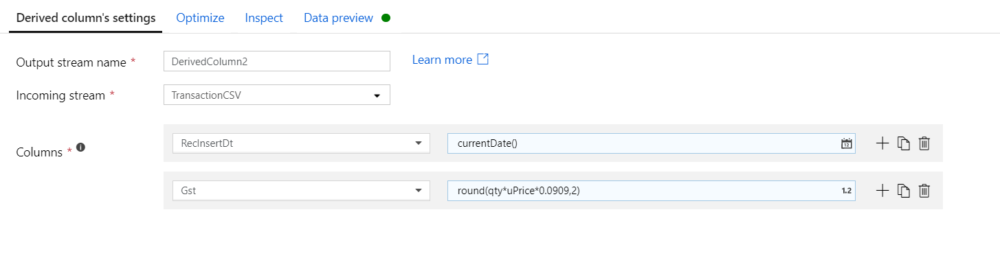 Derived column's settings Optimize Inspect Data preview
Output stream name * DerivedColumn2 Learn more
Incoming stream * TransactionCSV
Columns * RecInsertDt currentDate() 12
Gst round(qty*uPrice*0.0909,2) 1.2